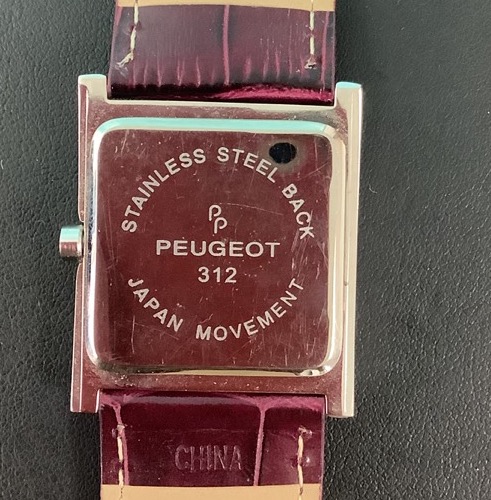 STAINLESS STEEL BACK
PP
PEUGEOT
312
JAPAN MOVEMENT
CHINA